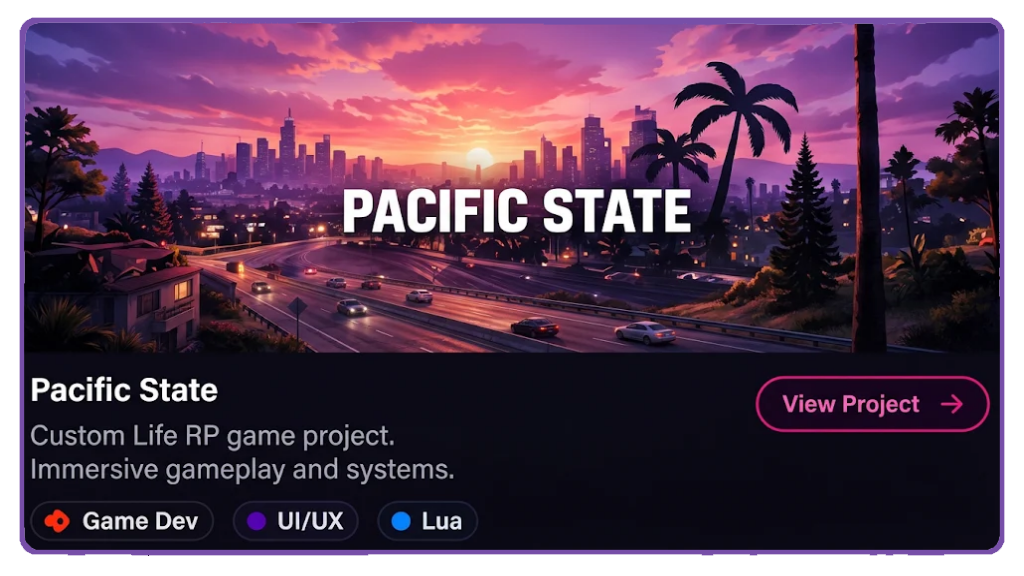 PACIFIC STATE
Pacific State
View Project
Custom Life RP game project.
Immersive gameplay and systems.
Game Dev
UI/UX
Lua